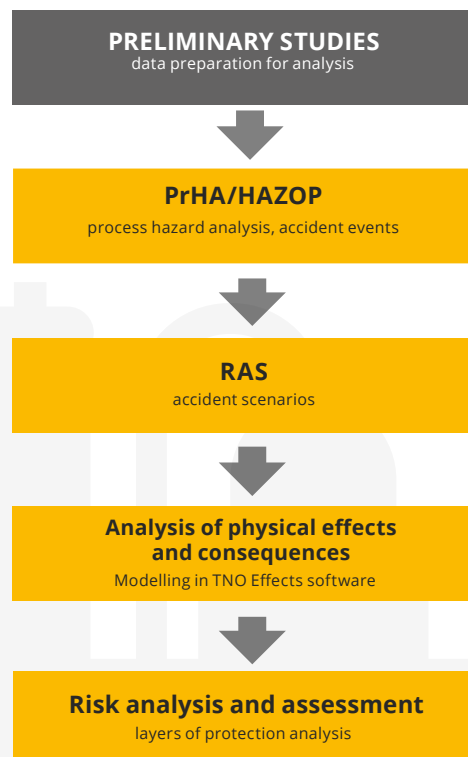 PRELIMINARY STUDIES
data preparation for analysis
PrHA/HAZOP
process hazard analysis, accident events
RAS
accident scenarios
Analysis of physical effects
and consequences
Modelling in TNO Effects software
Risk analysis and assessment
layers of protection analysis